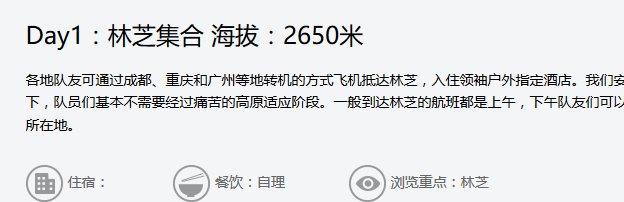 Day1：林芝集合 海拔：2650米
各地队友可通过成都、重庆和广州等地转机的方式飞机抵达林芝，入住领袖户外指定酒店。我们安
下，队员们基本不需要经过痛苦的高原适应阶段。一般到达林芝的航班都是上午，下午队友们可以
所在地。
住宿： 餐饮：自理 浏览重点：林芝